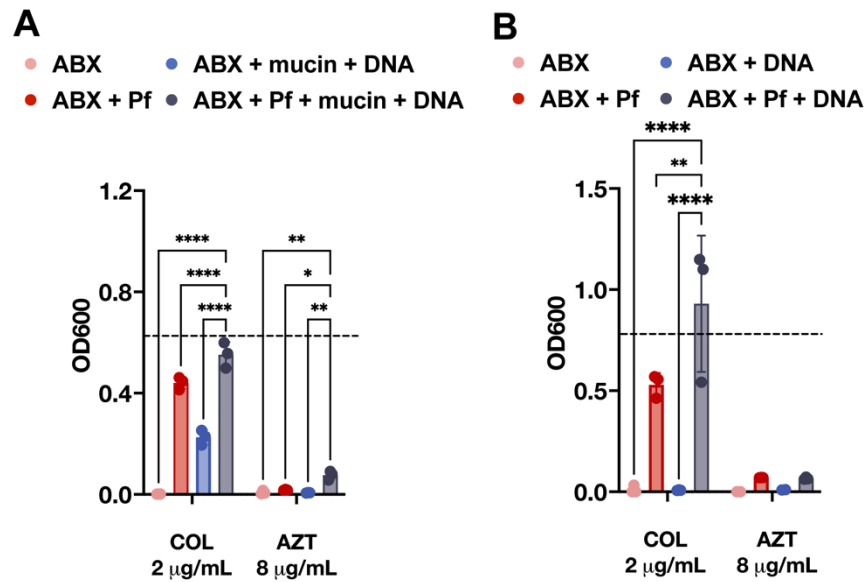 A
ABX
ABX + mucin + DNA
ABX + Pf
ABX + Pf + mucin + DNA
OD600
1.2
0.8
0.4
0.0
****
****
****
**
*
**
COL
2 μg/mL
AZT
8 μg/mL
B
ABX
ABX + DNA
ABX + Pf
ABX + Pf + DNA
OD600
1.5
1.0
0.5
0.0
****
**
****
COL
2 μg/mL
AZT
8 μg/mL